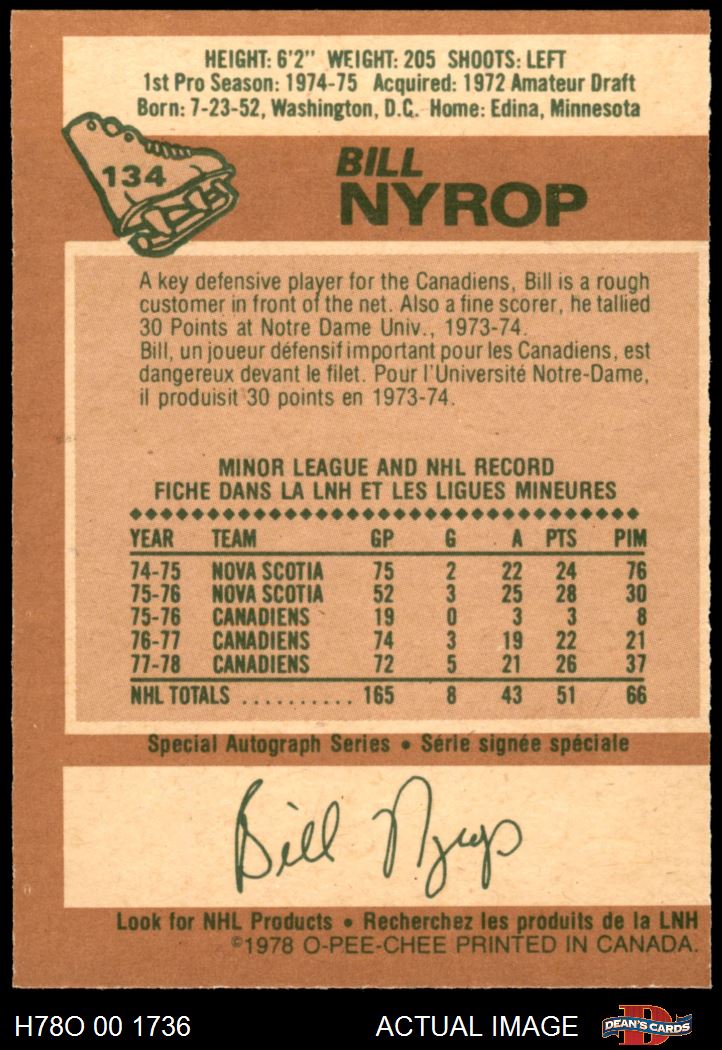 HEIGHT: 6'2" WEIGHT: 205 SHOOTS: LEFT
1st Pro Season: 1974-75 Acquired: 1972 Amateur Draft
Born: 7-23-52, Washington, D.C. Home: Edina, Minnesota
134
BILL
NYROP
A key defensive player for the Canadiens, Bill is a rough
customer in front of the net. Also a fine scorer, he tallied
30 Points at Notre Dame Univ., 1973-74.
Bill, un joueur défensif important pour les Canadiens, est
dangereux devant le filet. Pour l'Université Notre-Dame,
il produisit 30 points en 1973-74.
MINOR LEAGUE AND NHL RECORD
FICHE DANS LA LNH ET LES LIGUES MINEURES
YEAR TEAM GP G A PTS PIM
74-75 NOVA SCOTIA 75 2 22 24 76
75-76 NOVA SCOTIA 52 3 25 28 30
75-76 CANADIENS 19 0 3 3 8
76-77 CANADIENS 74 3 19 22 21
77-78 CANADIENS 72 5 21 26 37
NHL TOTALS .......... 165 8 43 51 66
Special Autograph Series • Série signée spéciale
Bill Nyrop
Look for NHL Products • Recherchez les produits de la LNH
©1978 O-PEE-CHEE PRINTED IN CANADA.
H78O 00 1736 ACTUAL IMAGE D DEAN'S CARDS